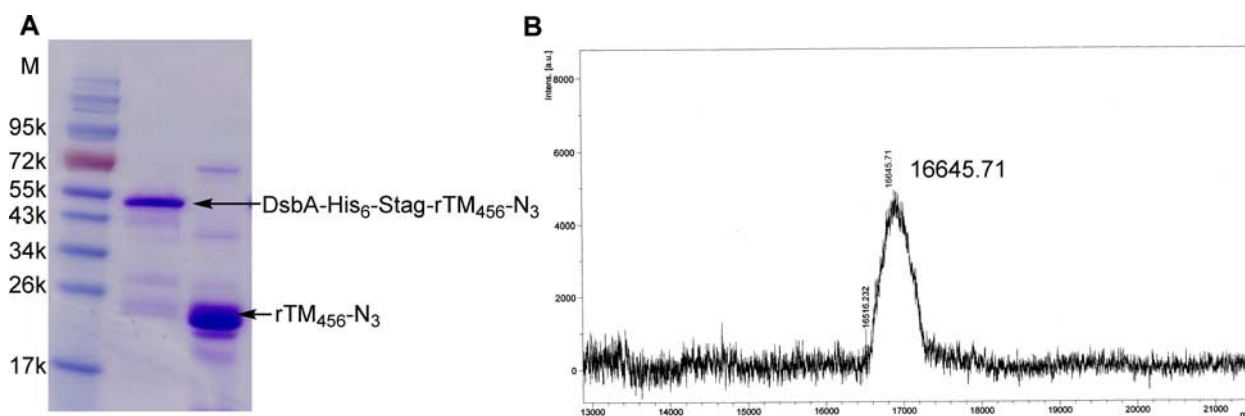 A
M
95k
72k
55k
43k
34k
26k
17k
DsbA-His6-Stag-rTM456-N3
rTM456-N3
B
Intens. [a.u.]
8000
6000
4000
2000
0
16516.232
16645.71
16645.71
13000 14000 15000 16000 17000 18000 19000 20000 21000